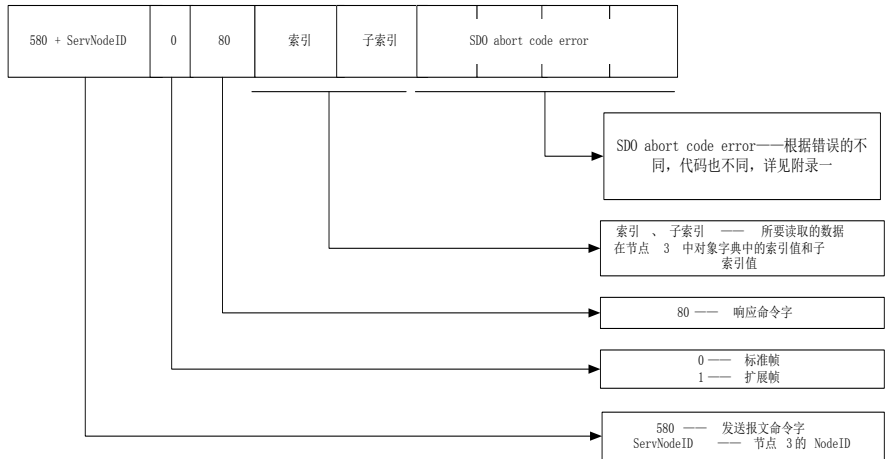 580 + ServNodeID 0 80 索引 子索引 SDO abort code error
SDO abort code error——根据错误的不
同，代码也不同，详见附录一
索引 、 子索引 —— 所要读取的数据
在节点 3 中对象字典中的索引值和子
索引值
80 —— 响应命令字
0 —— 标准帧
1 —— 扩展帧
580 —— 发送报文命令字
ServNodeID —— 节点 3的 NodeID